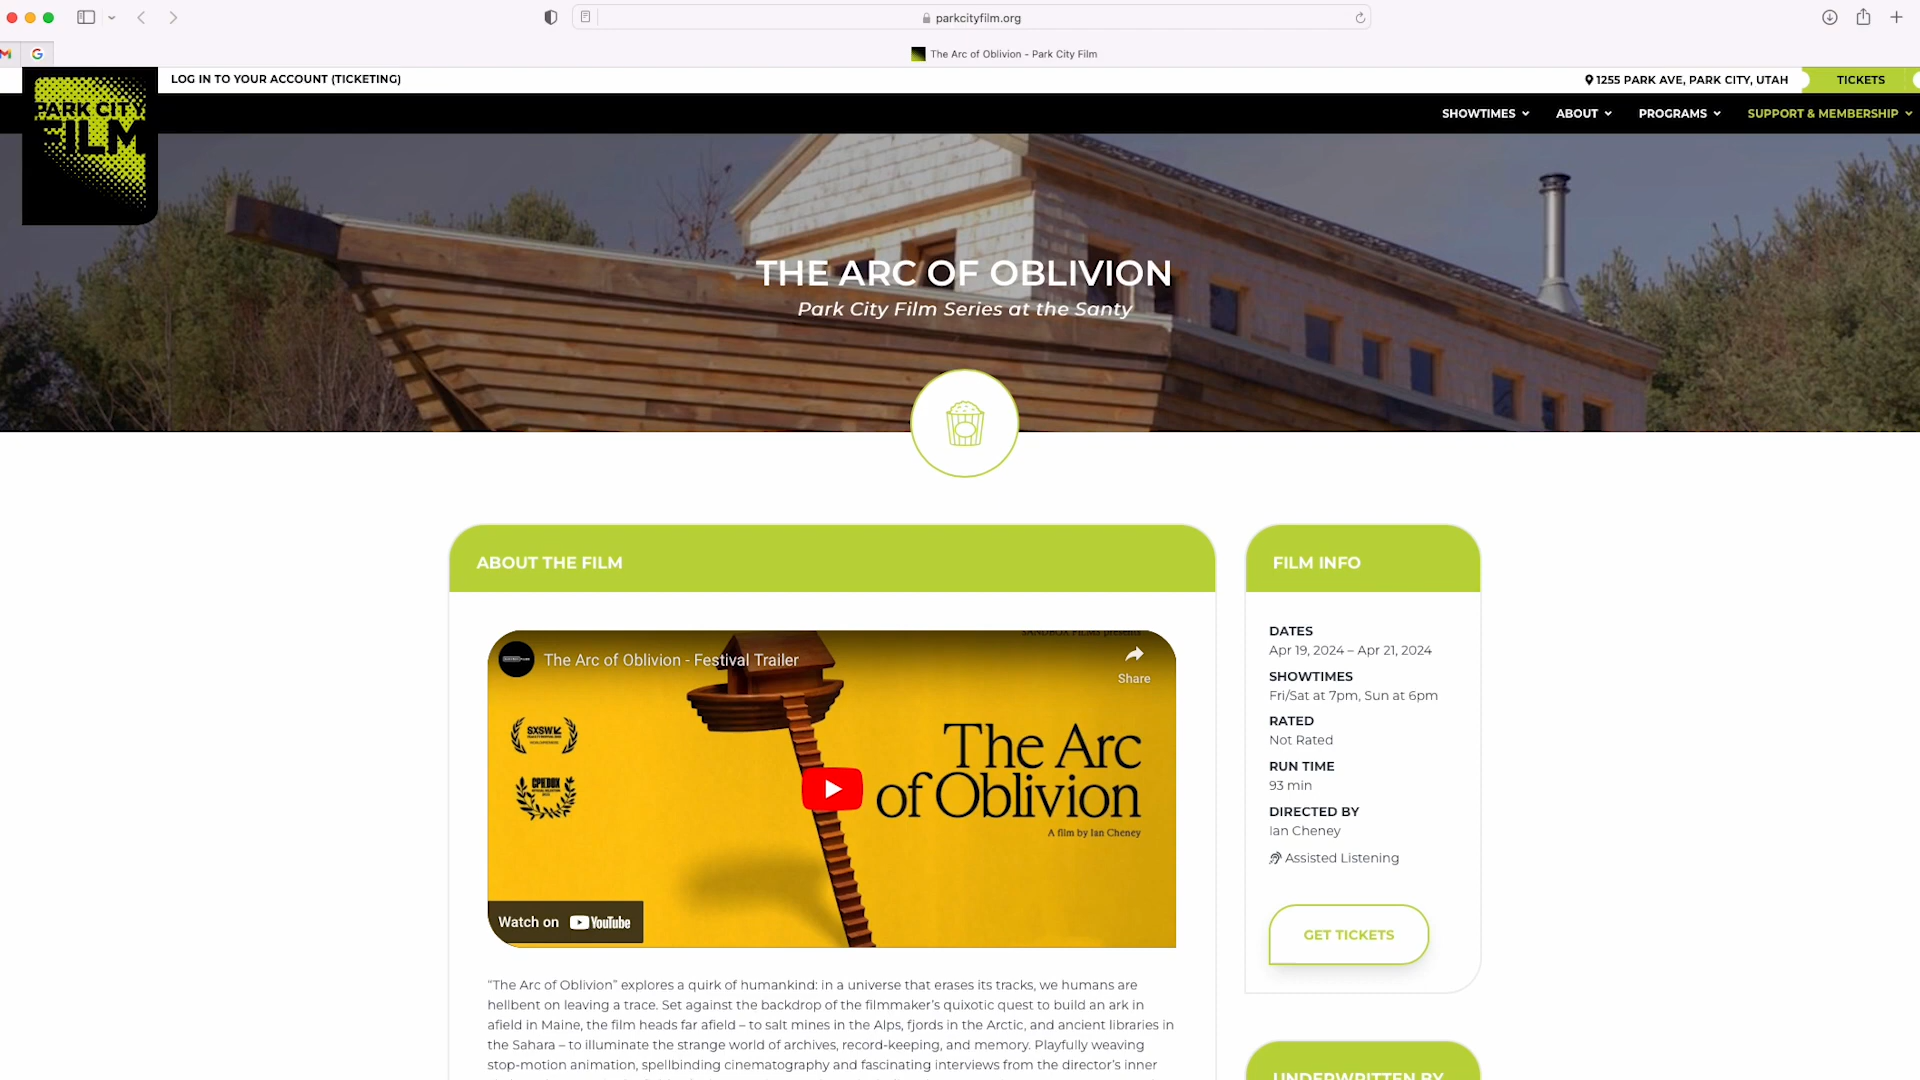 parkcityfilm.org
The Arc of Oblivion - Park City Film
LOG IN TO YOUR ACCOUNT (TICKETING)
1255 PARK AVE, PARK CITY, UTAH
TICKETS
PARK CITY
FILM
SHOWTIMES
ABOUT
PROGRAMS
SUPPORT & MEMBERSHIP
THE ARC OF OBLIVION
Park City Film Series at the Santy
ABOUT THE FILM
SANDBOX FILMS presents
The Arc of Oblivion - Festival Trailer
Share
SXSW
CPH:DOX
The Arc
of Oblivion
A film by Ian Cheney
Watch on YouTube
"The Arc of Oblivion" explores a quirk of humankind: in a universe that erases its tracks, we humans are
hellbent on leaving a trace. Set against the backdrop of the filmmaker's quixotic quest to build an ark in
afield in Maine, the film heads far afield – to salt mines in the Alps, fjords in the Arctic, and ancient libraries in
the Sahara – to illuminate the strange world of archives, record-keeping, and memory. Playfully weaving
stop-motion animation, spellbinding cinematography and fascinating interviews from the director's inner
FILM INFO
DATES
Apr 19, 2024 – Apr 21, 2024
SHOWTIMES
Fri/Sat at 7pm, Sun at 6pm
RATED
Not Rated
RUN TIME
93 min
DIRECTED BY
Ian Cheney
Assisted Listening
GET TICKETS
UNDERWRITTEN BY